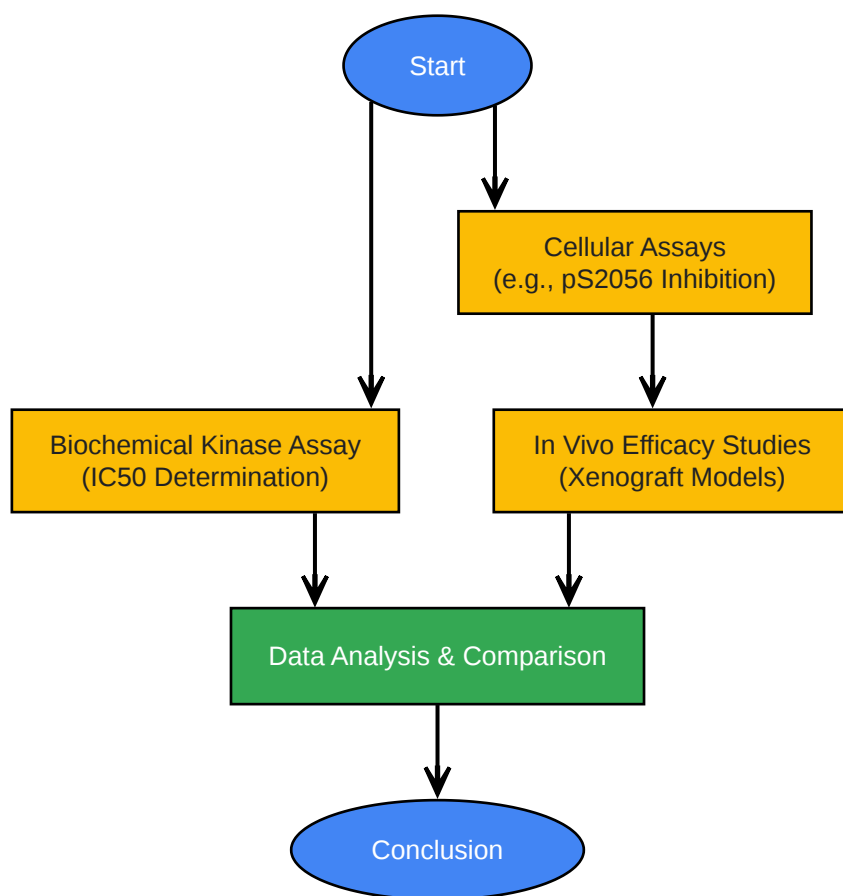 Start
Cellular Assays
(e.g., pS2056 Inhibition)
Biochemical Kinase Assay
(IC50 Determination)
In Vivo Efficacy Studies
(Xenograft Models)
Data Analysis & Comparison
Conclusion